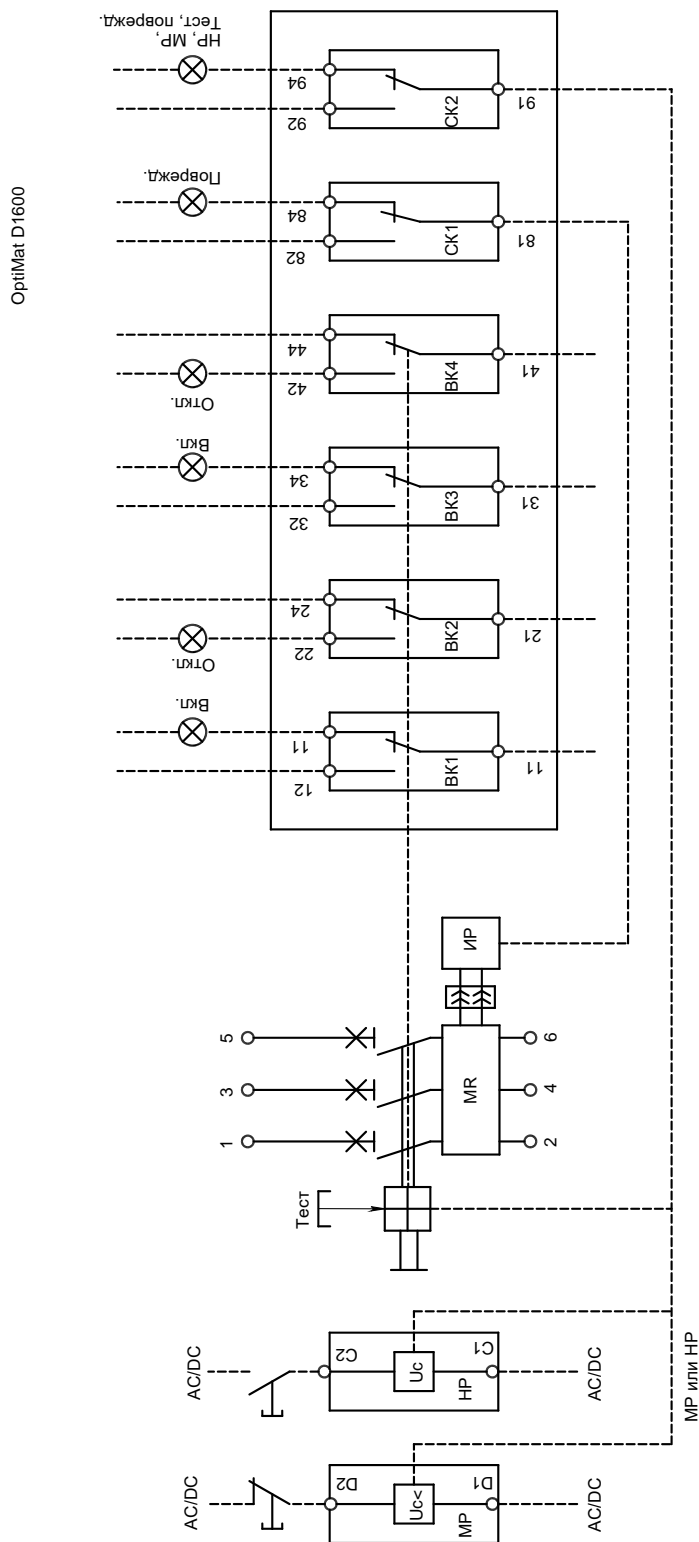 OptiMat D1600
НР, МР,
Тест, поврежд.
94
92
СК2
91
Поврежд.
84
82
СК1
81
44
42
Откл.
ВК4
41
Вкл.
34
32
ВК3
31
24
22
Откл.
ВК2
21
Вкл.
11
12
ВК1
11
ИР
5
3
1
MR
6
4
2
Тест
AC/DC
C2
Uc
НР
C1
AC/DC
AC/DC
D2
Uc<
МР
D1
AC/DC
МР или НР